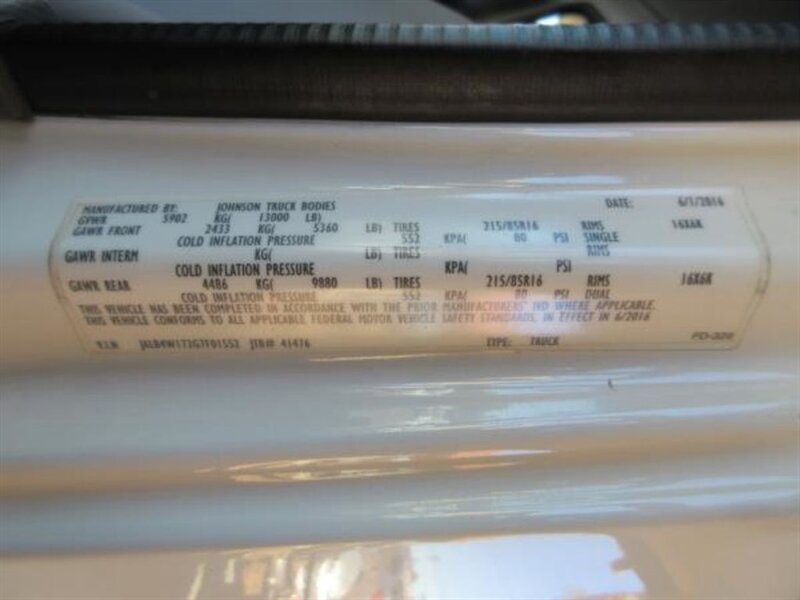 MANUFACTURED BY: JOHNSON TRUCK BODIES DATE: 6/1/2016
GVWR 5902 KG( 13000 LB)
GAWR FRONT 2433 KG( 5360 LB) TIRES 215/85R16 RIMS 16X6K
COLD INFLATION PRESSURE 552 KPA( 80 PSI SINGLE
GAWR INTERM KG( LB) TIRES RIMS
COLD INFLATION PRESSURE KPA( PSI
GAWR REAR 4486 KG( 9880 LB) TIRES 215/85R16 RIMS 16X6K
COLD INFLATION PRESSURE 552 KPA( 80 PSI DUAL
THIS VEHICLE HAS BEEN COMPLETED IN ACCORDANCE WITH THE PRIOR MANUFACTURERS' IVD WHERE APPLICABLE.
THIS VEHICLE CONFORMS TO ALL APPLICABLE FEDERAL MOTOR VEHICLE SAFETY STANDARDS, IN EFFECT IN 6/2016
V.I.N JTB# 41476 TYPE: TRUCK